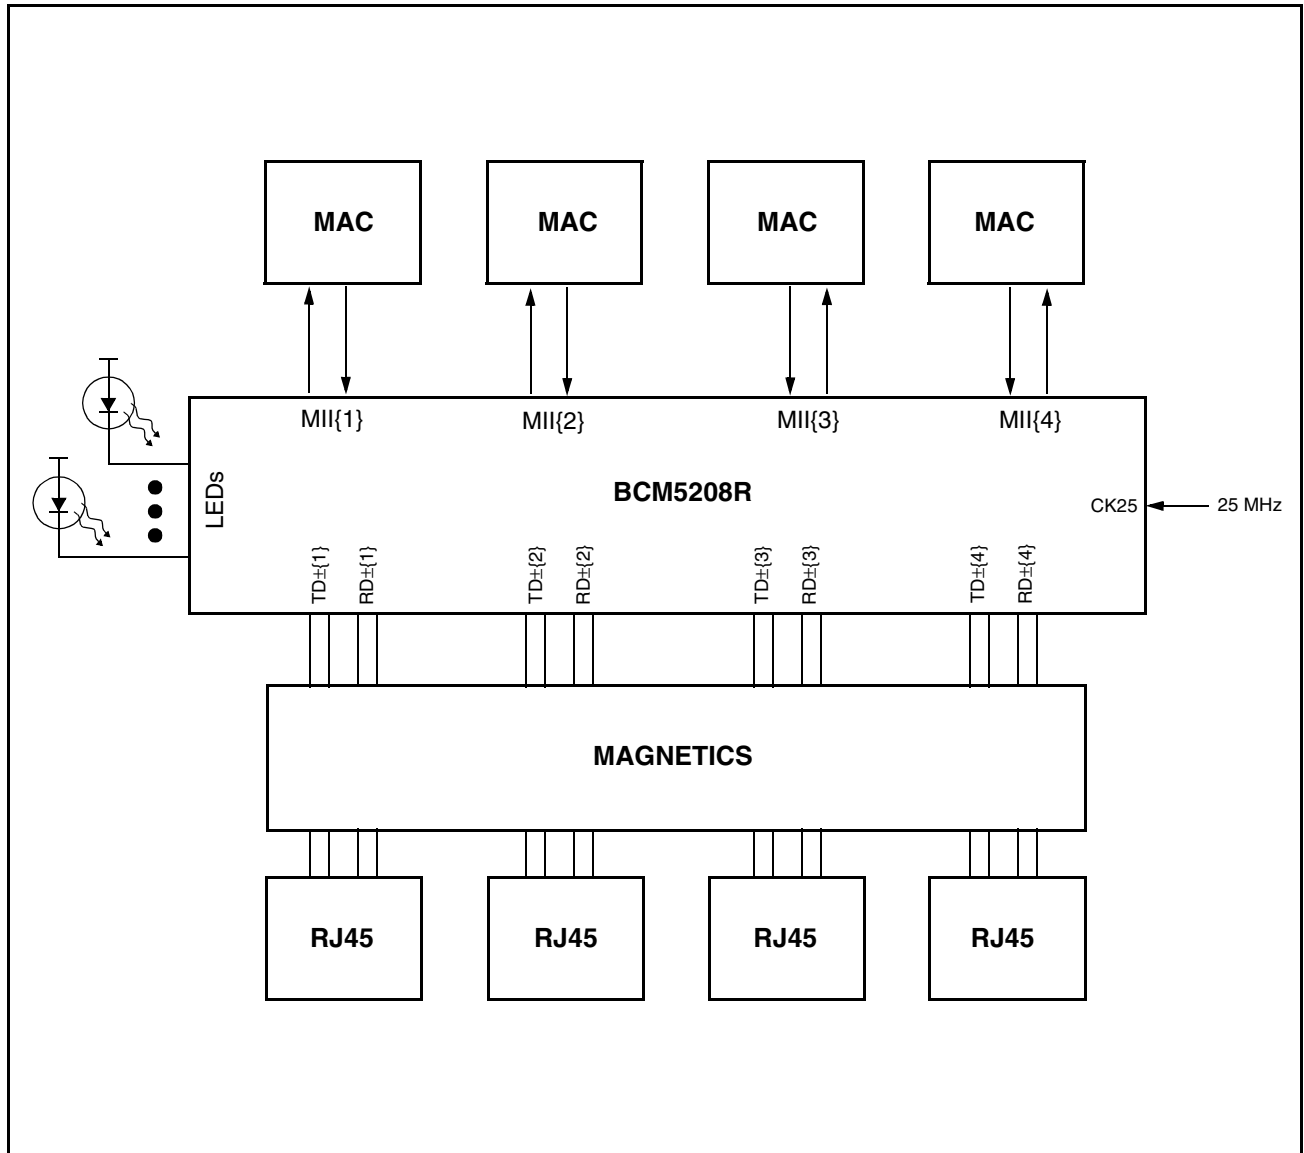 MAC
MAC
MAC
MAC
MII{1}
MII{2}
MII{3}
MII{4}
LEDs
BCM5208R
CK25
25 MHz
TD±{1}
RD±{1}
TD±{2}
RD±{2}
TD±{3}
RD±{3}
TD±{4}
RD±{4}
MAGNETICS
RJ45
RJ45
RJ45
RJ45